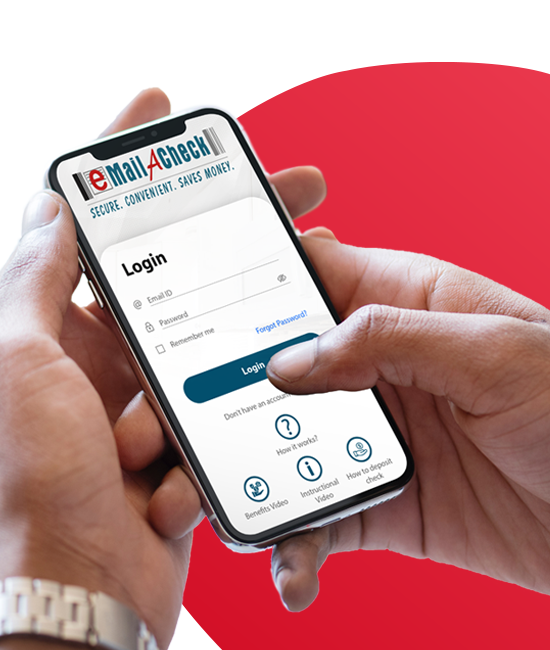 eMail A Check
SECURE. CONVENIENT. SAVES MONEY.
Login
@ Email ID
Password
Remember me
Forgot Password?
Login
Don't have an account
?
How it works?
Benefits Video
i
Instructional
Video
$
How to deposit
check